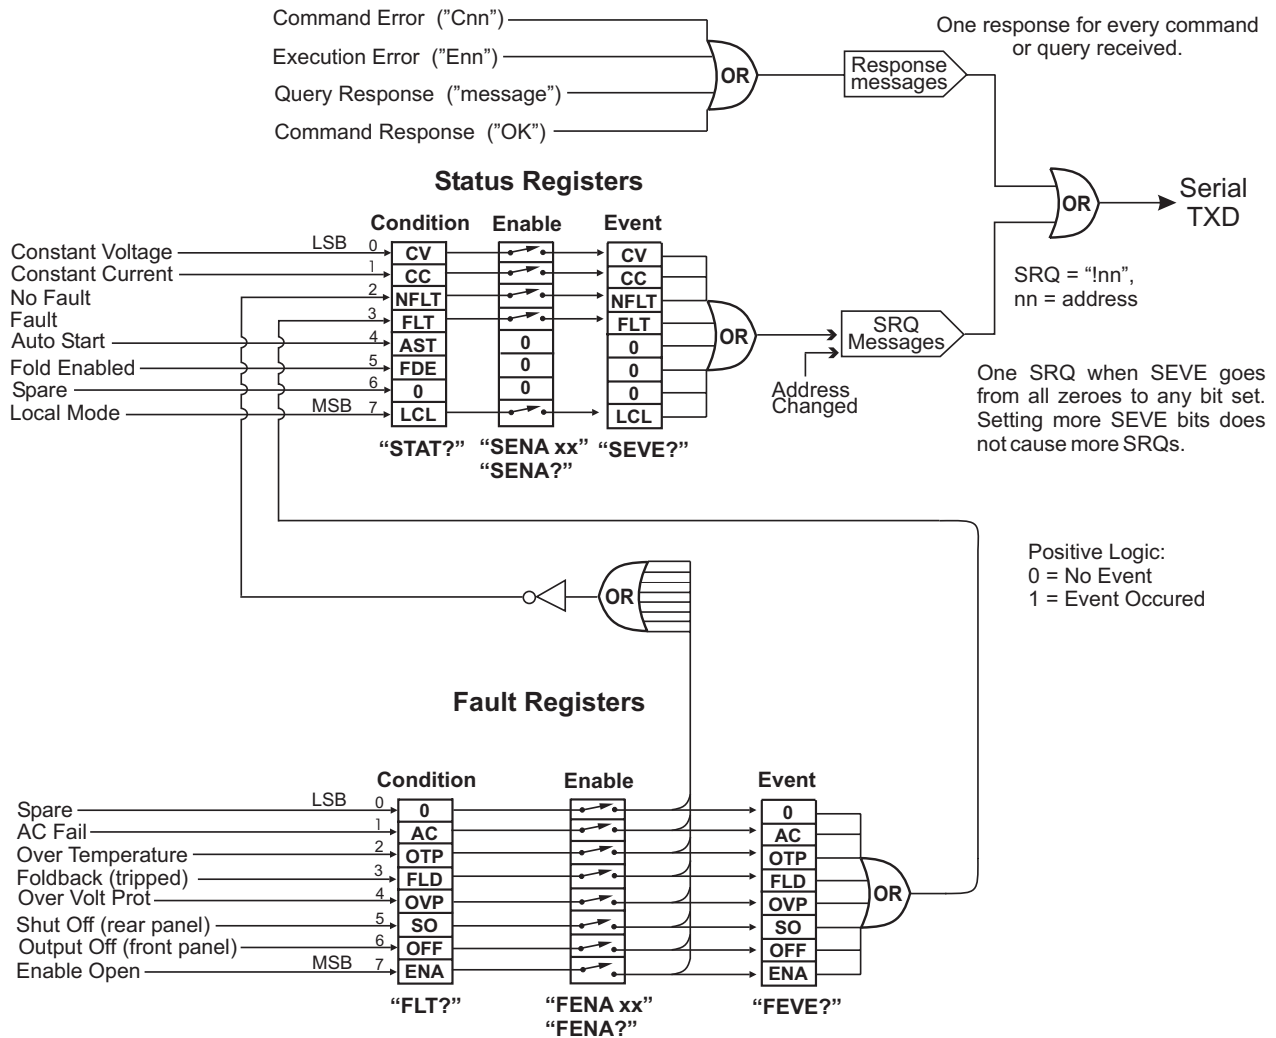 Command Error ("Cnn")
Execution Error ("Enn")
Query Response ("message")
Command Response ("OK")
OR
Response
messages
One response for every command
or query received.
OR
Serial
TXD
SRQ = “!nn”,
nn = address
Status Registers
Condition Enable Event
Constant Voltage LSB 0 CV CV
Constant Current 1 CC CC
No Fault 2 NFLT NFLT
Fault 3 FLT FLT
Auto Start 4 AST 0 0
Fold Enabled 5 FDE 0 0
Spare 6 0 0 0
Local Mode MSB 7 LCL LCL
“STAT?” “SENA xx” “SEVE?”
“SENA?”
OR
SRQ
Messages
Address
Changed
One SRQ when SEVE goes
from all zeroes to any bit set.
Setting more SEVE bits does
not cause more SRQs.
Positive Logic:
0 = No Event
1 = Event Occured
OR
Fault Registers
Condition Enable Event
Spare LSB 0 0 0
AC Fail 1 AC AC
Over Temperature 2 OTP OTP
Foldback (tripped) 3 FLD FLD
Over Volt Prot 4 OVP OVP
Shut Off (rear panel) 5 SO SO
Output Off (front panel) 6 OFF OFF
Enable Open MSB 7 ENA ENA
OR
“FLT?” “FENA xx” “FEVE?”
“FENA?”